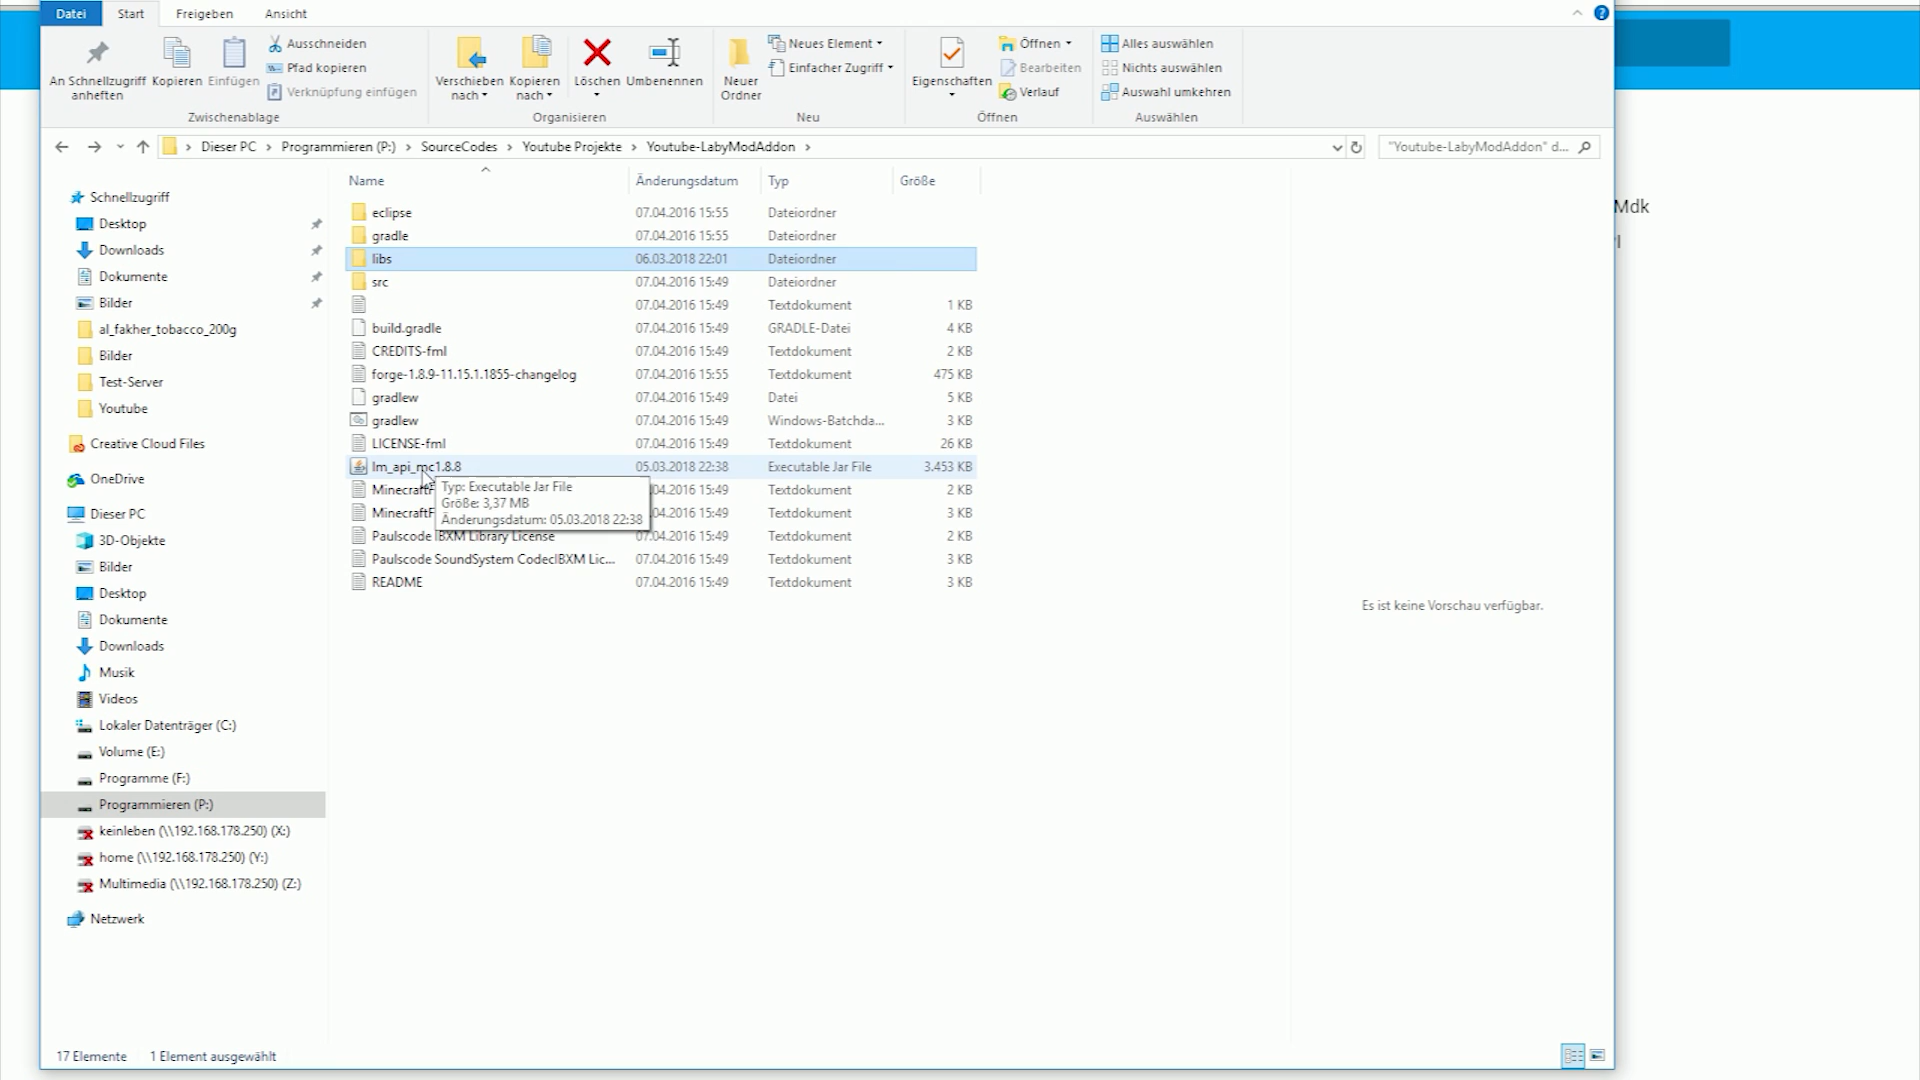 Datei Start Freigeben Ansicht
An Schnellzugriff anheften
Kopieren
Einfügen
Ausschneiden
Pfad kopieren
Verknüpfung einfügen
Zwischenablage
Verschieben nach
Kopieren nach
Löschen
Umbenennen
Organisieren
Neuer Ordner
Neues Element
Einfacher Zugriff
Neu
Eigenschaften
Öffnen
Bearbeiten
Verlauf
Öffnen
Alles auswählen
Nichts auswählen
Auswahl umkehren
Auswählen
Dieser PC > Programmieren (P:) > SourceCodes > Youtube Projekte > Youtube-LabyModAddon >
"Youtube-LabyModAddon" d...
Schnellzugriff
Desktop
Downloads
Dokumente
Bilder
al_fakher_tobacco_200g
Bilder
Test-Server
Youtube
Creative Cloud Files
OneDrive
Dieser PC
3D-Objekte
Bilder
Desktop
Dokumente
Downloads
Musik
Videos
Lokaler Datenträger (C:)
Volume (E:)
Programme (F:)
Programmieren (P:)
keinleben (\\192.168.178.250) (X:)
home (\\192.168.178.250) (Y:)
Multimedia (\\192.168.178.250) (Z:)
Netzwerk
Name Änderungsdatum Typ Größe
eclipse 07.04.2016 15:55 Dateiordner
gradle 07.04.2016 15:55 Dateiordner
libs 06.03.2018 22:01 Dateiordner
src 07.04.2016 15:49 Dateiordner
07.04.2016 15:49 Textdokument 1 KB
build.gradle 07.04.2016 15:49 GRADLE-Datei 4 KB
CREDITS-fml 07.04.2016 15:49 Textdokument 2 KB
forge-1.8.9-11.15.1.1855-changelog 07.04.2016 15:55 Textdokument 475 KB
gradlew 07.04.2016 15:49 Datei 5 KB
gradlew 07.04.2016 15:49 Windows-Batchda... 3 KB
LICENSE-fml 07.04.2016 15:49 Textdokument 26 KB
lm_api_mc1.8.8 05.03.2018 22:38 Executable Jar File 3.453 KB
MinecraftF .04.2016 15:49 Textdokument 2 KB
MinecraftF .04.2016 15:49 Textdokument 3 KB
Paulscode IBXM Library License 07.04.2016 15:49 Textdokument 2 KB
Paulscode SoundSystem CodecIBXM Lic... 07.04.2016 15:49 Textdokument 3 KB
README 07.04.2016 15:49 Textdokument 3 KB
Typ: Executable Jar File
Größe: 3,37 MB
Änderungsdatum: 05.03.2018 22:38
Es ist keine Vorschau verfügbar.
Mdk
17 Elemente 1 Element ausgewählt